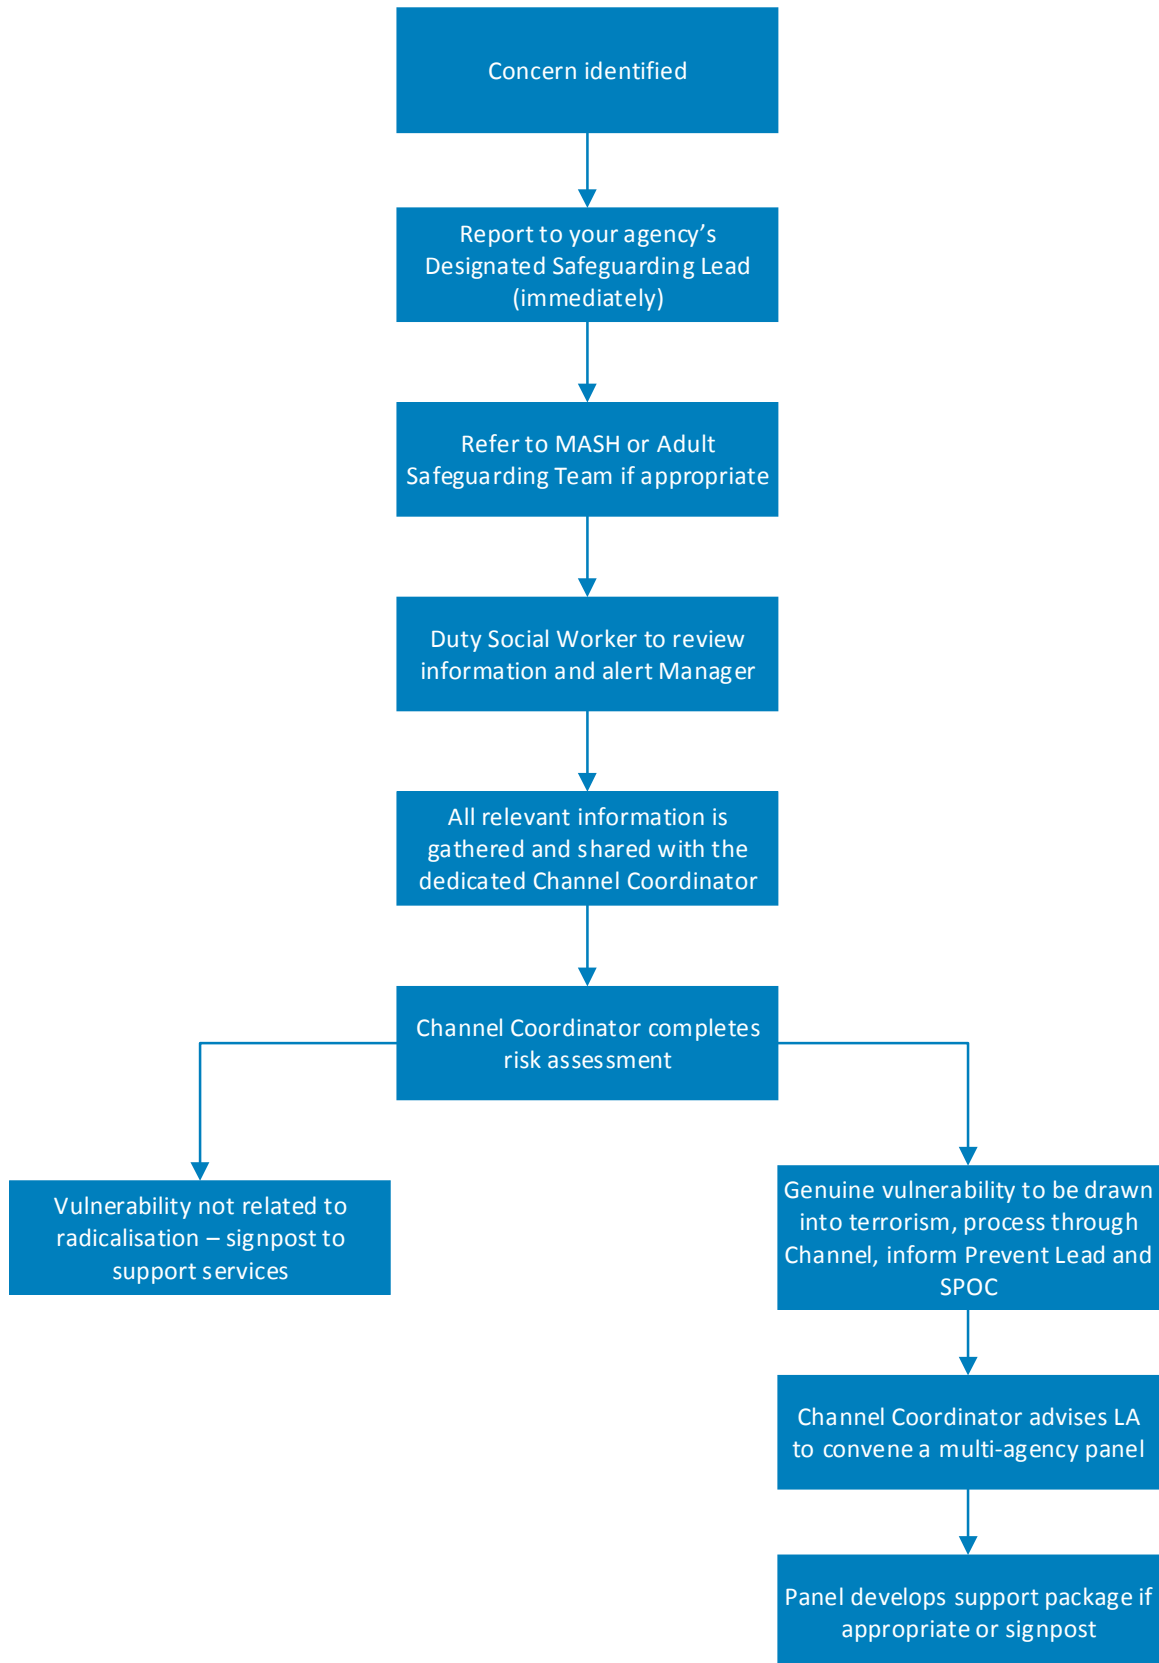 Concern identified
Report to your agency’s
Designated Safeguarding Lead
(immediately)
Refer to MASH or Adult
Safeguarding Team if appropriate
Duty Social Worker to review
information and alert Manager
All relevant information is
gathered and shared with the
dedicated Channel Coordinator
Channel Coordinator completes
risk assessment
Vulnerability not related to
radicalisation – signpost to
support services
Genuine vulnerability to be drawn
into terrorism, process through
Channel, inform Prevent Lead and
SPOC
Channel Coordinator advises LA
to convene a multi-agency panel
Panel develops support package if
appropriate or signpost